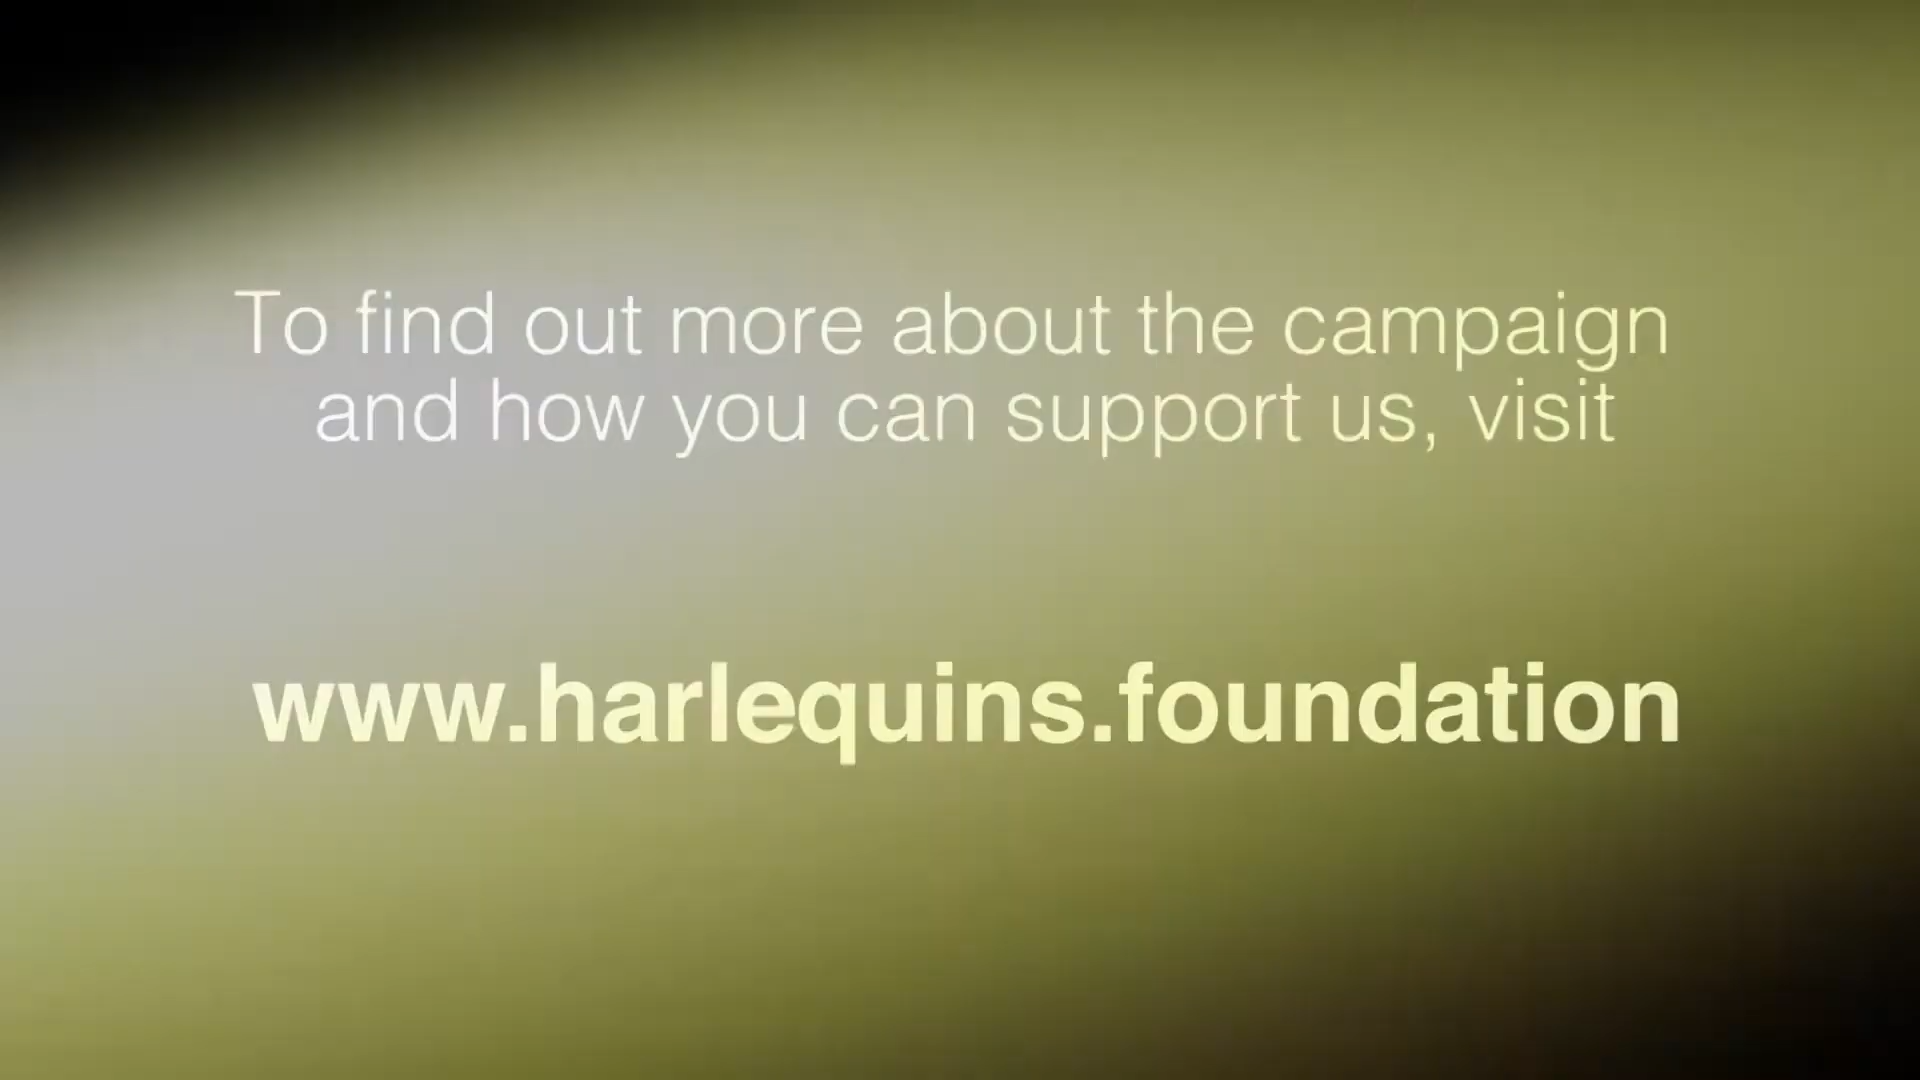 To find out more about the campaign
and how you can support us, visit
www.harlequins.foundation